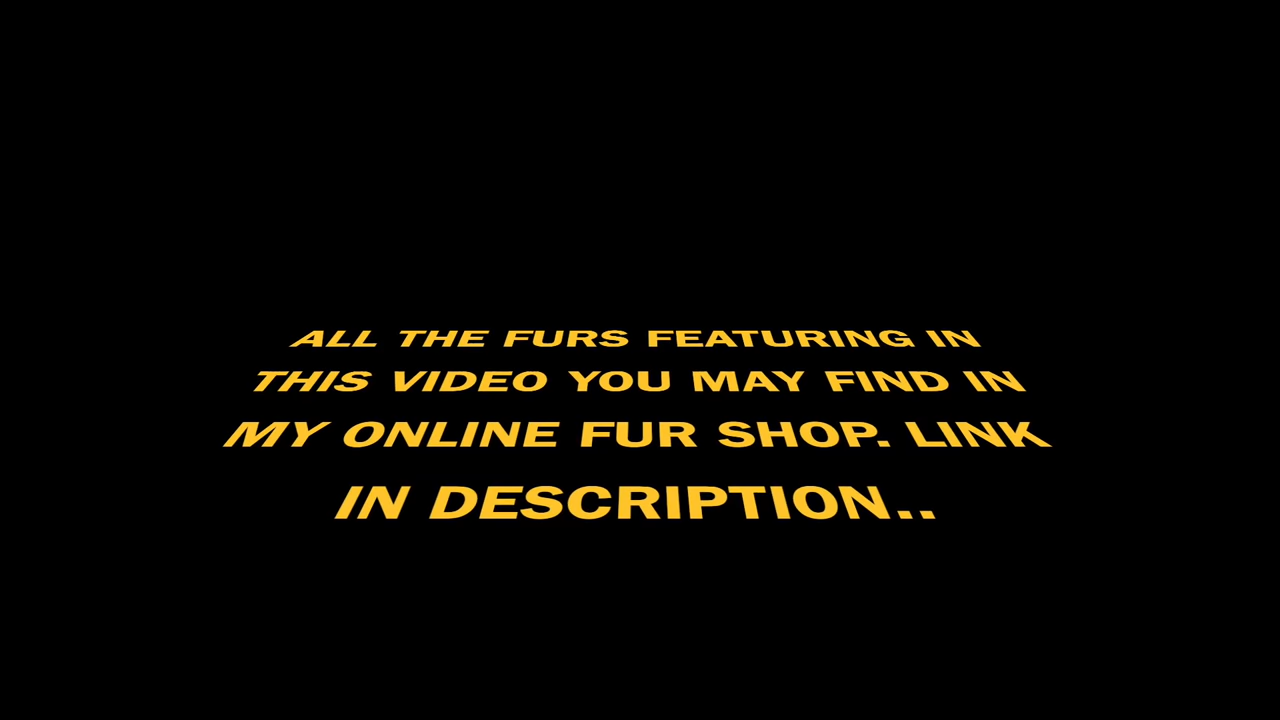 ALL THE FURS FEATURING IN
THIS VIDEO YOU MAY FIND IN
MY ONLINE FUR SHOP. LINK
IN DESCRIPTION..